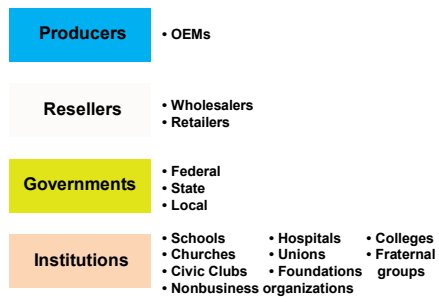 Producers
• OEMs
Resellers
• Wholesalers
• Retailers
Governments
• Federal
• State
• Local
Institutions
• Schools • Hospitals • Colleges
• Churches • Unions • Fraternal
• Civic Clubs • Foundations groups
• Nonbusiness organizations